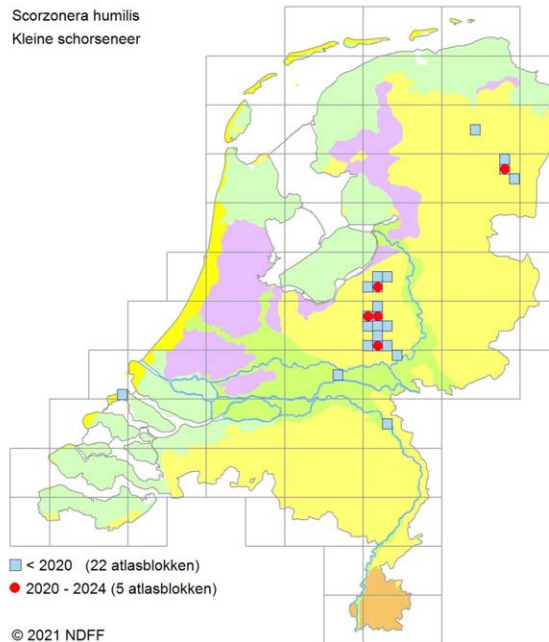 Scorzonera humilis
Kleine schorseneer
< 2020 (22 atlasblokken)
2020 - 2024 (5 atlasblokken)
© 2021 NDFF